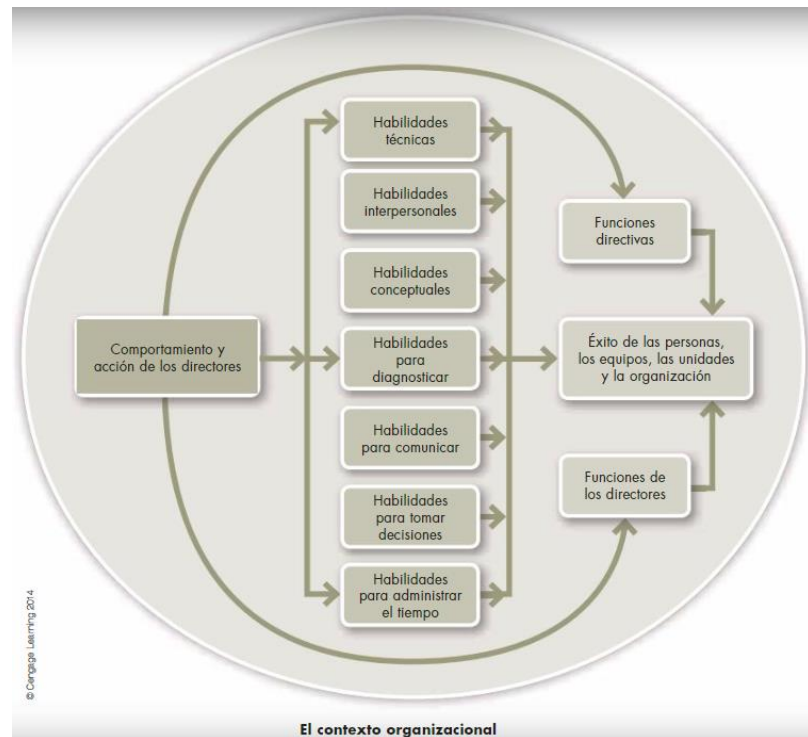 Habilidades
técnicas
Habilidades
interpersonales
Habilidades
conceptuales
Habilidades
para
diagnosticar
Habilidades
para comunicar
Habilidades
para tomar
decisiones
Habilidades
para administrar
el tiempo
Comportamiento y
acción de los directores
Funciones
directivas
Éxito de las personas,
los equipos, las unidades
y la organización
Funciones de
los directores
© Cengage Learning 2014
El contexto organizacional